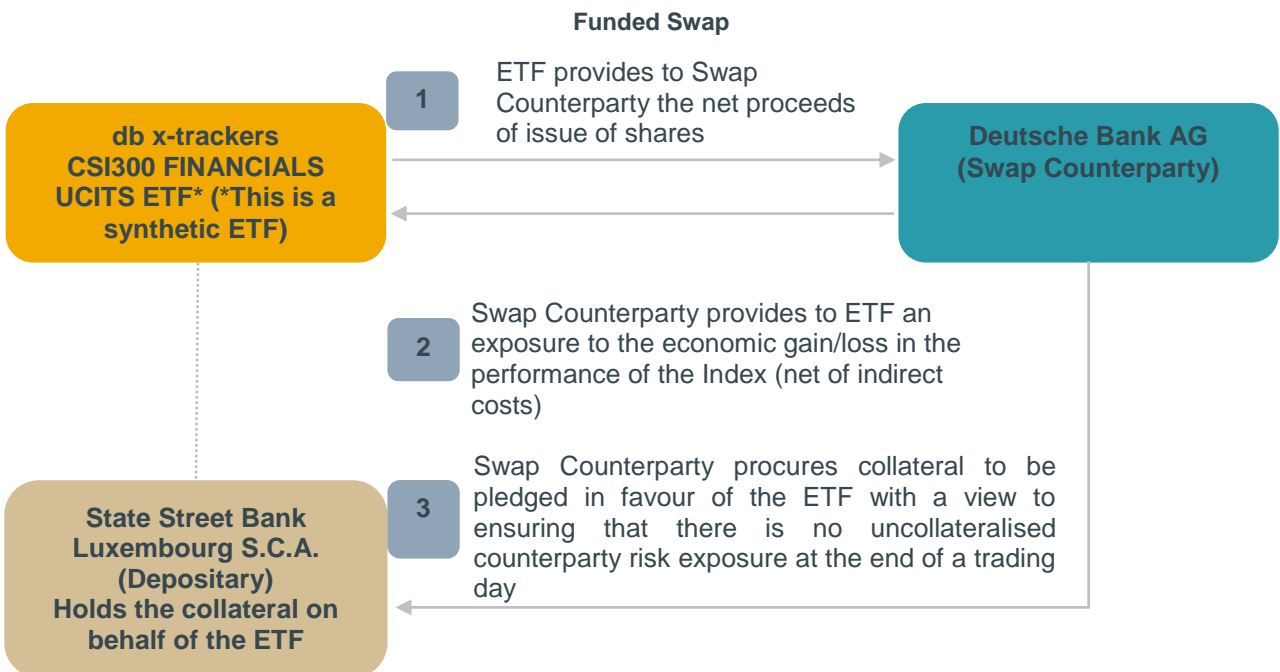 Funded Swap
1
ETF provides to Swap
Counterparty the net proceeds
of issue of shares
db x-trackers
CSI300 FINANCIALS
UCITS ETF* (*This is a
synthetic ETF)
Deutsche Bank AG
(Swap Counterparty)
2
Swap Counterparty provides to ETF an
exposure to the economic gain/loss in the
performance of the Index (net of indirect
costs)
3
Swap Counterparty procures collateral to be
pledged in favour of the ETF with a view to
ensuring that there is no uncollateralised
counterparty risk exposure at the end of a trading
day
State Street Bank
Luxembourg S.C.A.
(Depositary)
Holds the collateral on
behalf of the ETF